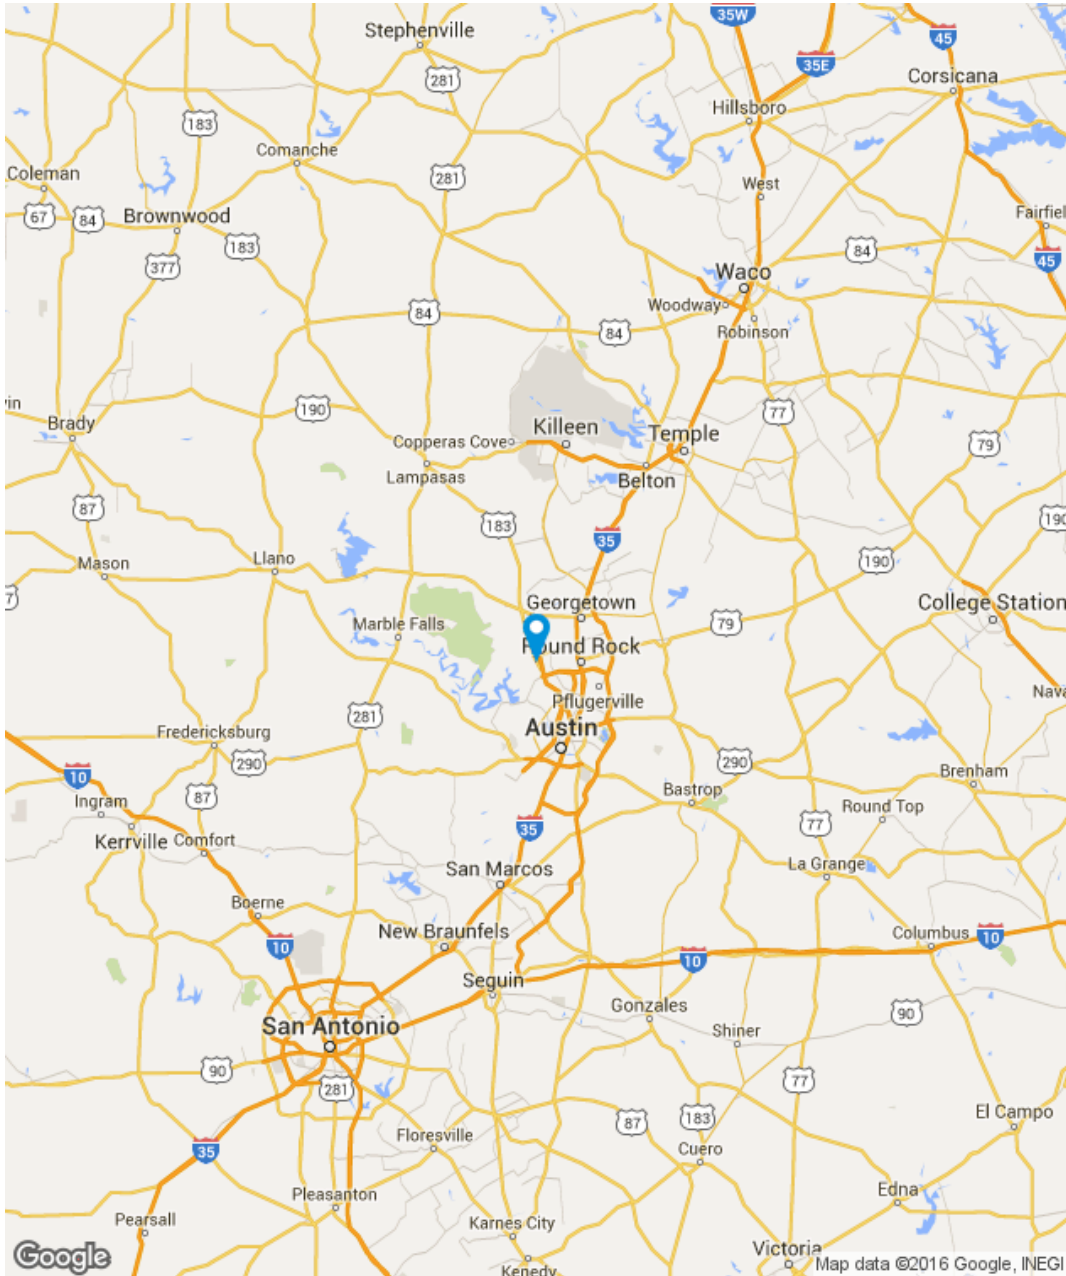 35W
Stephenville
45
35E
281
Corsicana
Hillsboro
183
Comanche
Coleman
281
West
67
84
Brownwood
183
Fairfiel
84
45
377
Waco
84
Woodway
84
Robinson
190
77
vin
Brady
Killeen
Temple
Copperas Cove
79
Lampasas
Belton
87
183
190
35
Mason
Llano
190
7
Georgetown
College Station
Marble Falls
79
Round Rock
Nava
Pflugerville
281
Austin
Fredericksburg
290
290
10
Brenham
Ingram
87
Bastrop
Round Top
77
35
Kerrville
Comfort
La Grange
San Marcos
Boerne
New Braunfels
Columbus
10
10
10
Seguin
Gonzales
90
San Antonio
Shiner
90
281
77
El Campo
87
183
Floresville
35
Cuero
Pleasanton
Edna
Pearsall
Karnes City
Victoria
Google
Kenedy
Map data ©2016 Google, INEGI